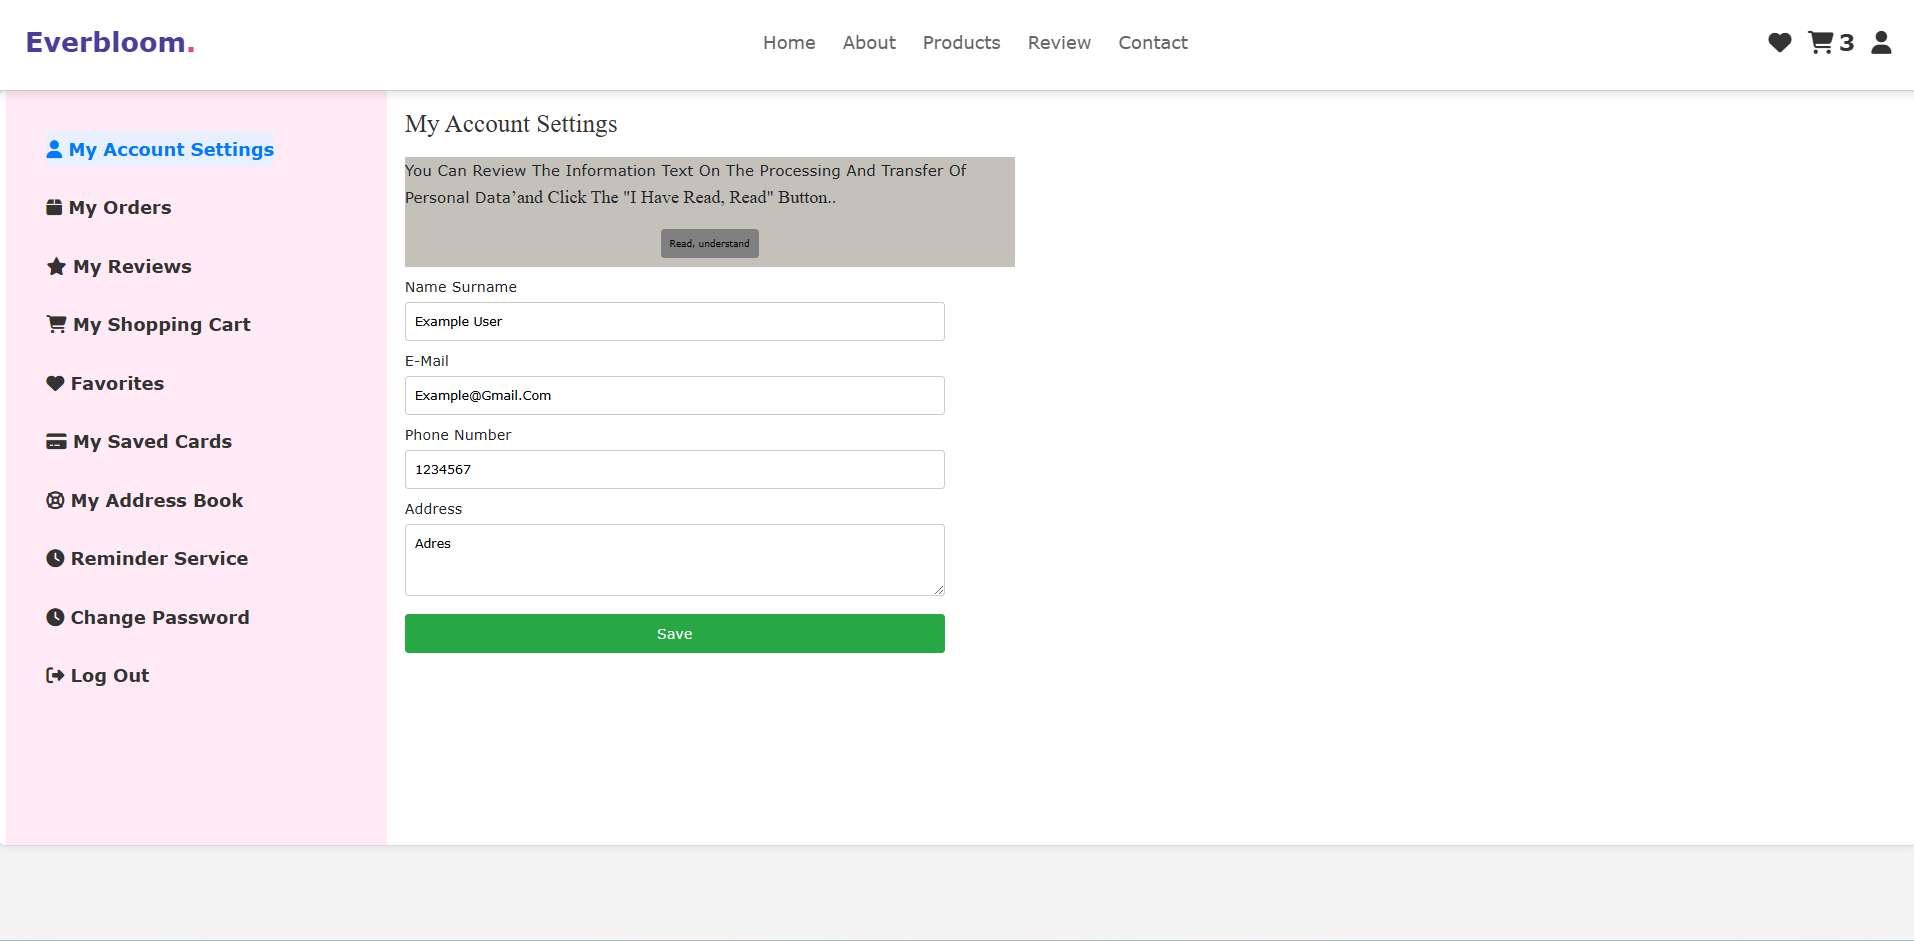 Everbloom.
Home About Products Review Contact
3
My Account Settings
My Orders
My Reviews
My Shopping Cart
Favorites
My Saved Cards
My Address Book
Reminder Service
Change Password
Log Out
My Account Settings
You Can Review The Information Text On The Processing And Transfer Of
Personal Data’and Click The "I Have Read, Read" Button..
Read, understand
Name Surname
Example User
E-Mail
Example@Gmail.Com
Phone Number
1234567
Address
Adres
Save